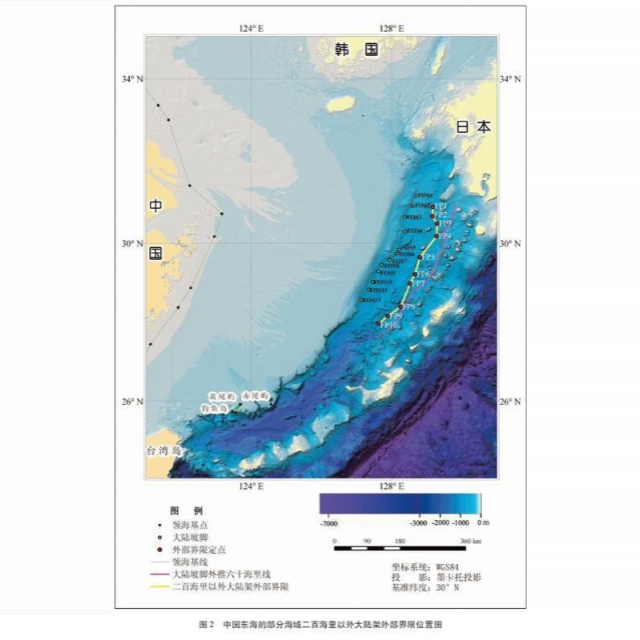 124° E 128° E
韩 国
34° N 34° N
日 本
中
国
FP1
FP2
FP3
FP4
30° N 30° N
FP5
FP6
FP7
FP8
FP9
FP10
26° N 26° N
黄尾屿 赤尾屿
钓鱼岛
台湾岛
124° E 128° E
图 例
领海基点
大陆坡脚
外部界限定点
领海基线
大陆坡脚外推六十海里线
二百海里以外大陆架外部界限
-7000 -3000 -2000 -1000 0 m
0 90 180 360 km
坐标系统: WGS84
投 影: 墨卡托投影
基准纬度: 30° N
图 2 中国东海的部分海域二百海里以外大陆架外部界限位置图